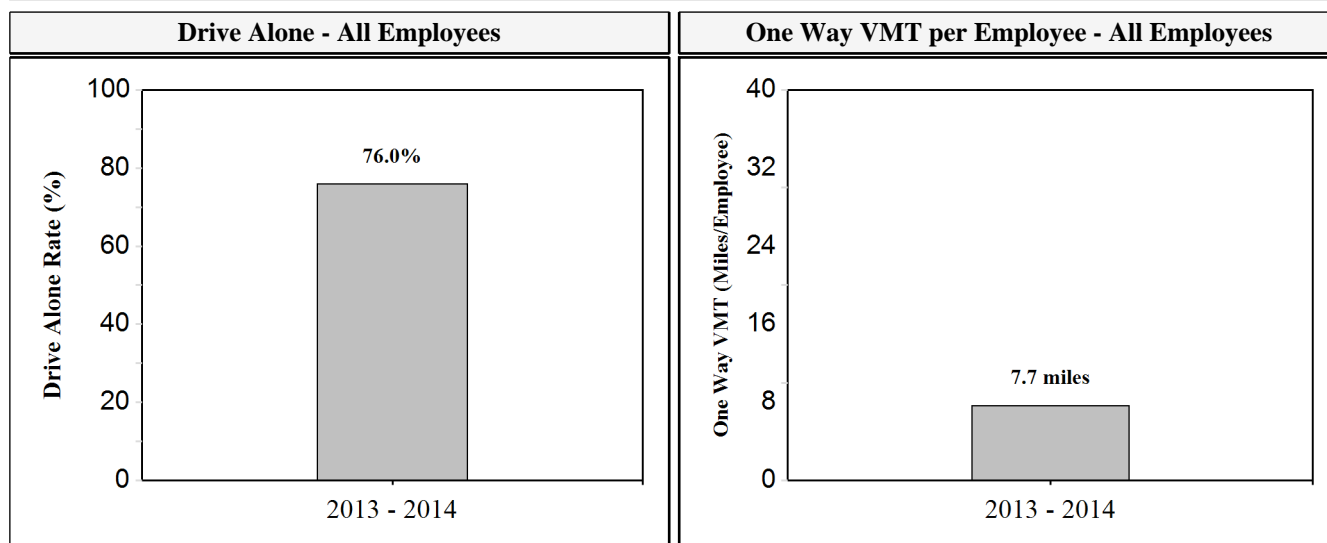 Drive Alone - All Employees
Drive Alone Rate (%)
100
80
60
40
20
0
76.0%
2013 - 2014
One Way VMT per Employee - All Employees
One Way VMT (Miles/Employee)
40
32
24
16
8
0
7.7 miles
2013 - 2014